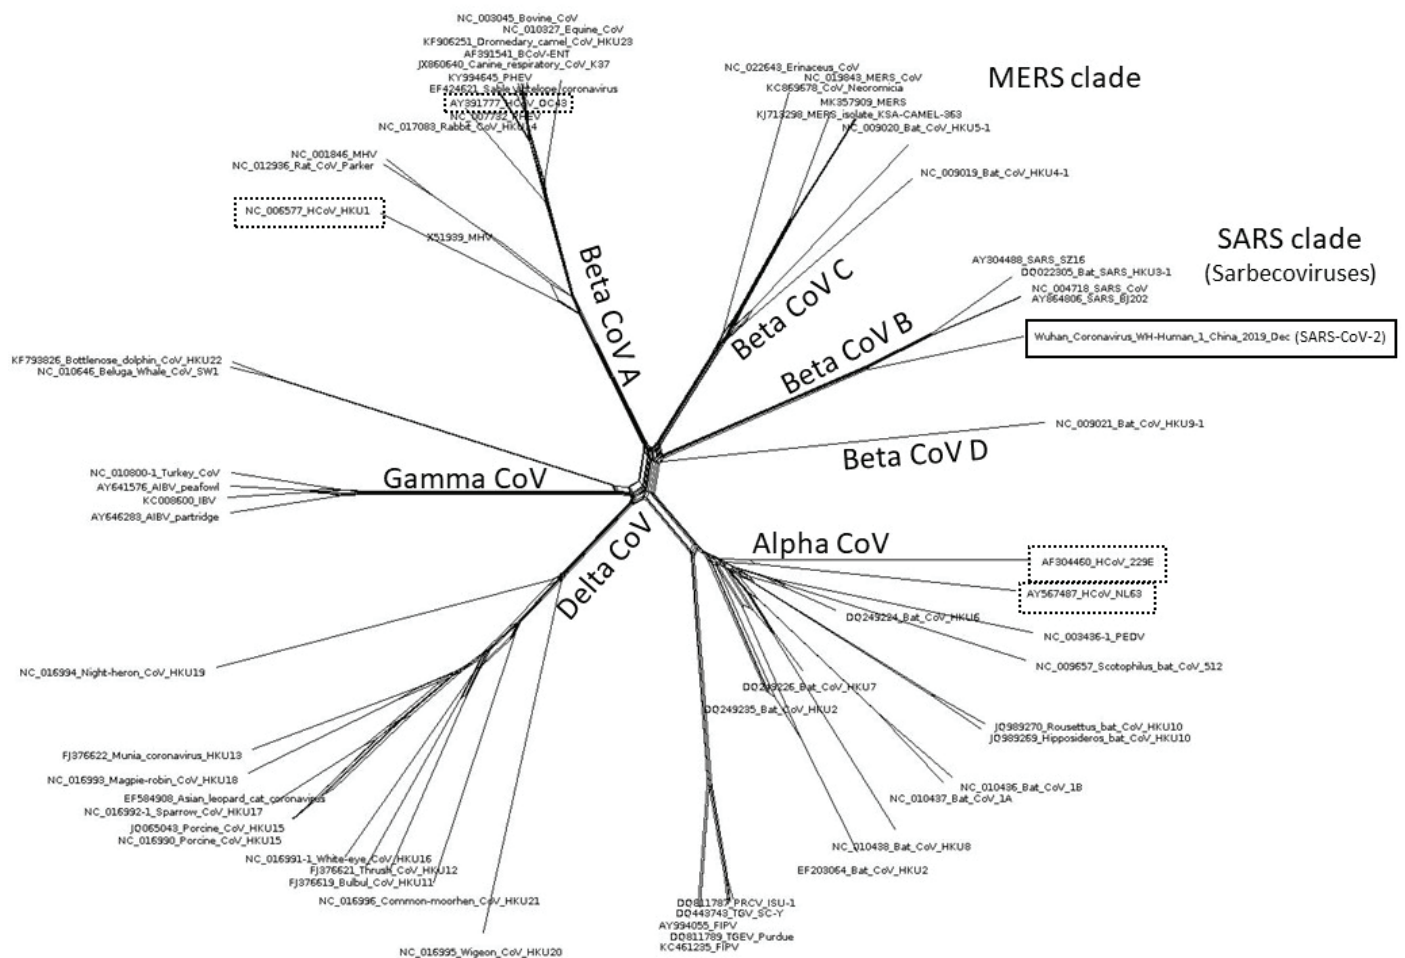 NC_003045_Bovine_CoV
NC_010327_Equine_CoV
KF906251_Dromedary_camel_CoV_HKU23
AF391541_BCoV-ENT
JX860640_Canine_respiratory_CoV_K37
KY994645_PHEV
EF424621_Sable_antelope_coronavirus
AY391777_HCoV_OC43
NC_007732_PHEV
NC_017083_Rabbit_CoV_HKU14
NC_001846_MHV
NC_012936_Rat_CoV_Parker
NC_006577_HCoV_HKU1
X51939_MHV
Beta CoV A
NC_022643_Erinaceus_CoV
NC_019843_MERS_CoV
KC869678_CoV_Neoromicia
MK357909_MERS
KJ713298_MERS_isolate_KSA-CAMEL-363
NC_009020_Bat_CoV_HKU5-1
NC_009019_Bat_CoV_HKU4-1
MERS clade
Beta CoV C
SARS clade
(Sarbecoviruses)
AY304488_SARS_SZ16
DQ022305_Bat_SARS_HKU3-1
NC_004718_SARS_CoV
AY864806_SARS_BJ202
Wuhan_Coronavirus_WH-Human_1_China_2019_Dec (SARS-CoV-2)
Beta CoV B
NC_009021_Bat_CoV_HKU9-1
Beta CoV D
KF793826_Bottlenose_dolphin_CoV_HKU22
NC_010646_Beluga_Whale_CoV_SW1
NC_010800-1_Turkey_CoV
AY641576_AIBV_peafowl
KC008600_IBV
AY646283_AIBV_partridge
Gamma CoV
Alpha CoV
AF304460_HCoV_229E
AY567487_HCoV_NL63
DQ249224_Bat_CoV_HKU6
NC_003436-1_PEDV
NC_009657_Scotophilus_bat_CoV_512
DQ249226_Bat_CoV_HKU7
DQ249235_Bat_CoV_HKU2
JQ989270_Rousettus_bat_CoV_HKU10
JQ989269_Hipposideros_bat_CoV_HKU10
NC_010436_Bat_CoV_1B
NC_010437_Bat_CoV_1A
NC_010438_Bat_CoV_HKU8
EF203064_Bat_CoV_HKU2
Delta CoV
NC_016994_Night-heron_CoV_HKU19
FJ376622_Munia_coronavirus_HKU13
NC_016993_Magpie-robin_CoV_HKU18
EF584908_Asian_leopard_cat_coronavirus
NC_016992-1_Sparrow_CoV_HKU17
JQ065043_Porcine_CoV_HKU15
NC_016990_Porcine_CoV_HKU15
NC_016991-1_White-eye_CoV_HKU16
FJ376621_Thrush_CoV_HKU12
FJ376619_Bulbul_CoV_HKU11
NC_016996_Common-moorhen_CoV_HKU21
NC_016995_Wigeon_CoV_HKU20
DQ811787_PRCV_ISU-1
DQ443743_TGV_SC-Y
AY994055_FIPV
DQ811789_TGEV_Purdue
KC461235_FIPV